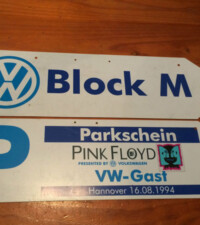 Block M
P
Parkschein
PINK FLOYD
PRESENTED BY VOLKSWAGEN
VW-Gast
Hannover 16.08.1994